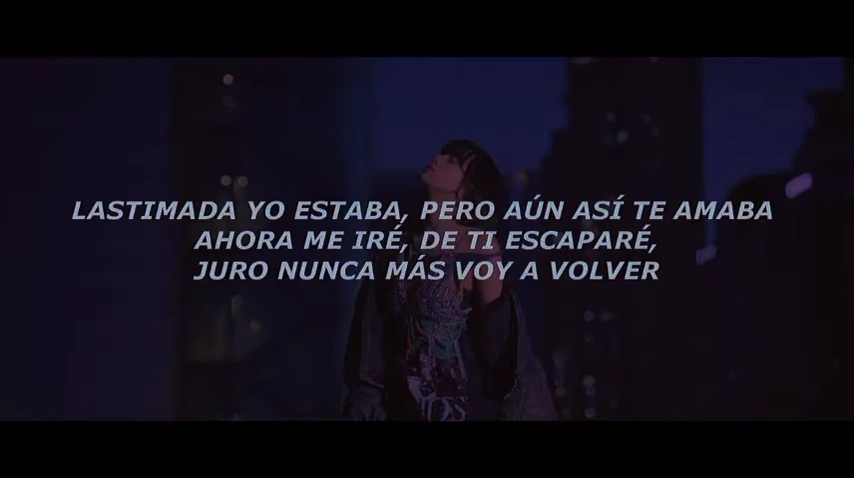 LASTIMADA YO ESTABA, PERO AÚN ASÍ TE AMABA
AHORA ME IRÉ, DE TI ESCAPARÉ,
JURO NUNCA MÁS VOY A VOLVER